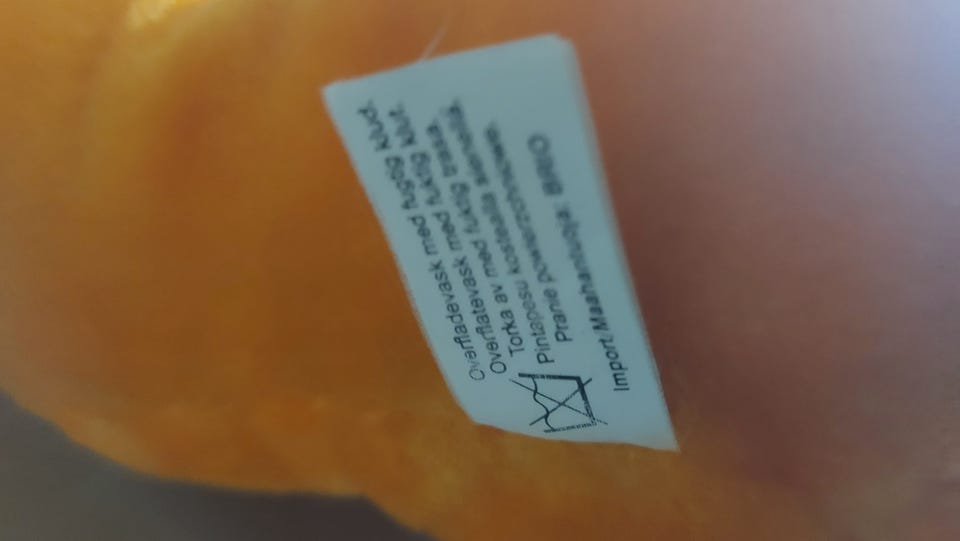 Overfladevask med fugtig klud.
Overflatevask med fuktig klut.
Torka av med fuktig trasa.
Pintapesu kostealla sienellä.
Pranie powierzchniowe.
Import/Maahantuoja: BRIO